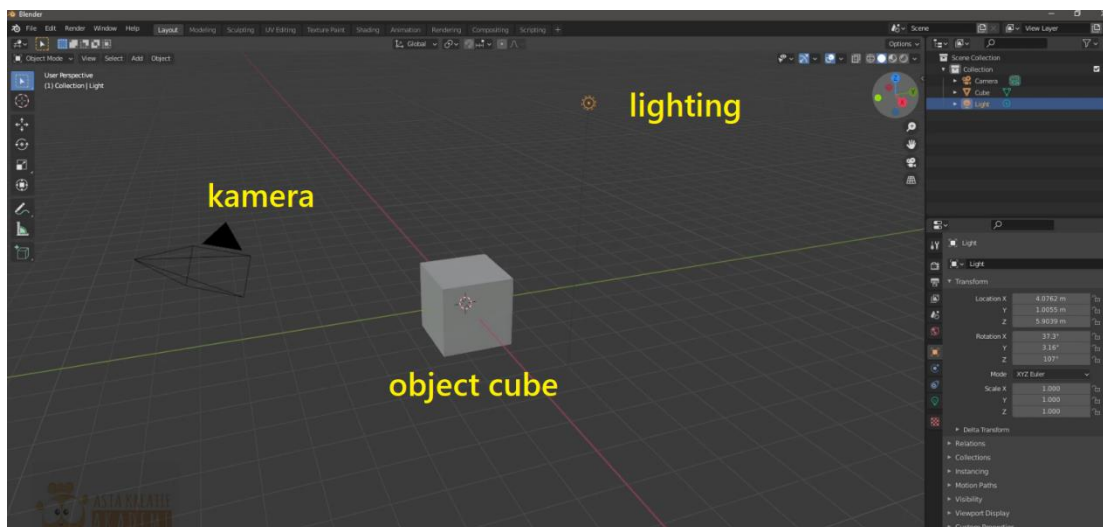 Blender
File Edit Render Window Help Layout Modeling Sculpting UV Editing Texture Paint Shading Animation Rendering Compositing Scripting + Scene View Layer
Global Options
Object Mode View Select Add Object
User Perspective
(1) Collection | Light
Scene Collection
Collection
Camera
Cube
Light
lighting
kamera
object cube
Light
Light
Transform
Location X 4.0762 m
Y 1.0055 m
Z 5.9039 m
Rotation X 37.3°
Y 3.16°
Z 107°
Mode XYZ Euler
Scale X 1.000
Y 1.000
Z 1.000
Delta Transform
Relations
Collections
Instancing
Motion Paths
Visibility
Viewport Display
Custom Properties